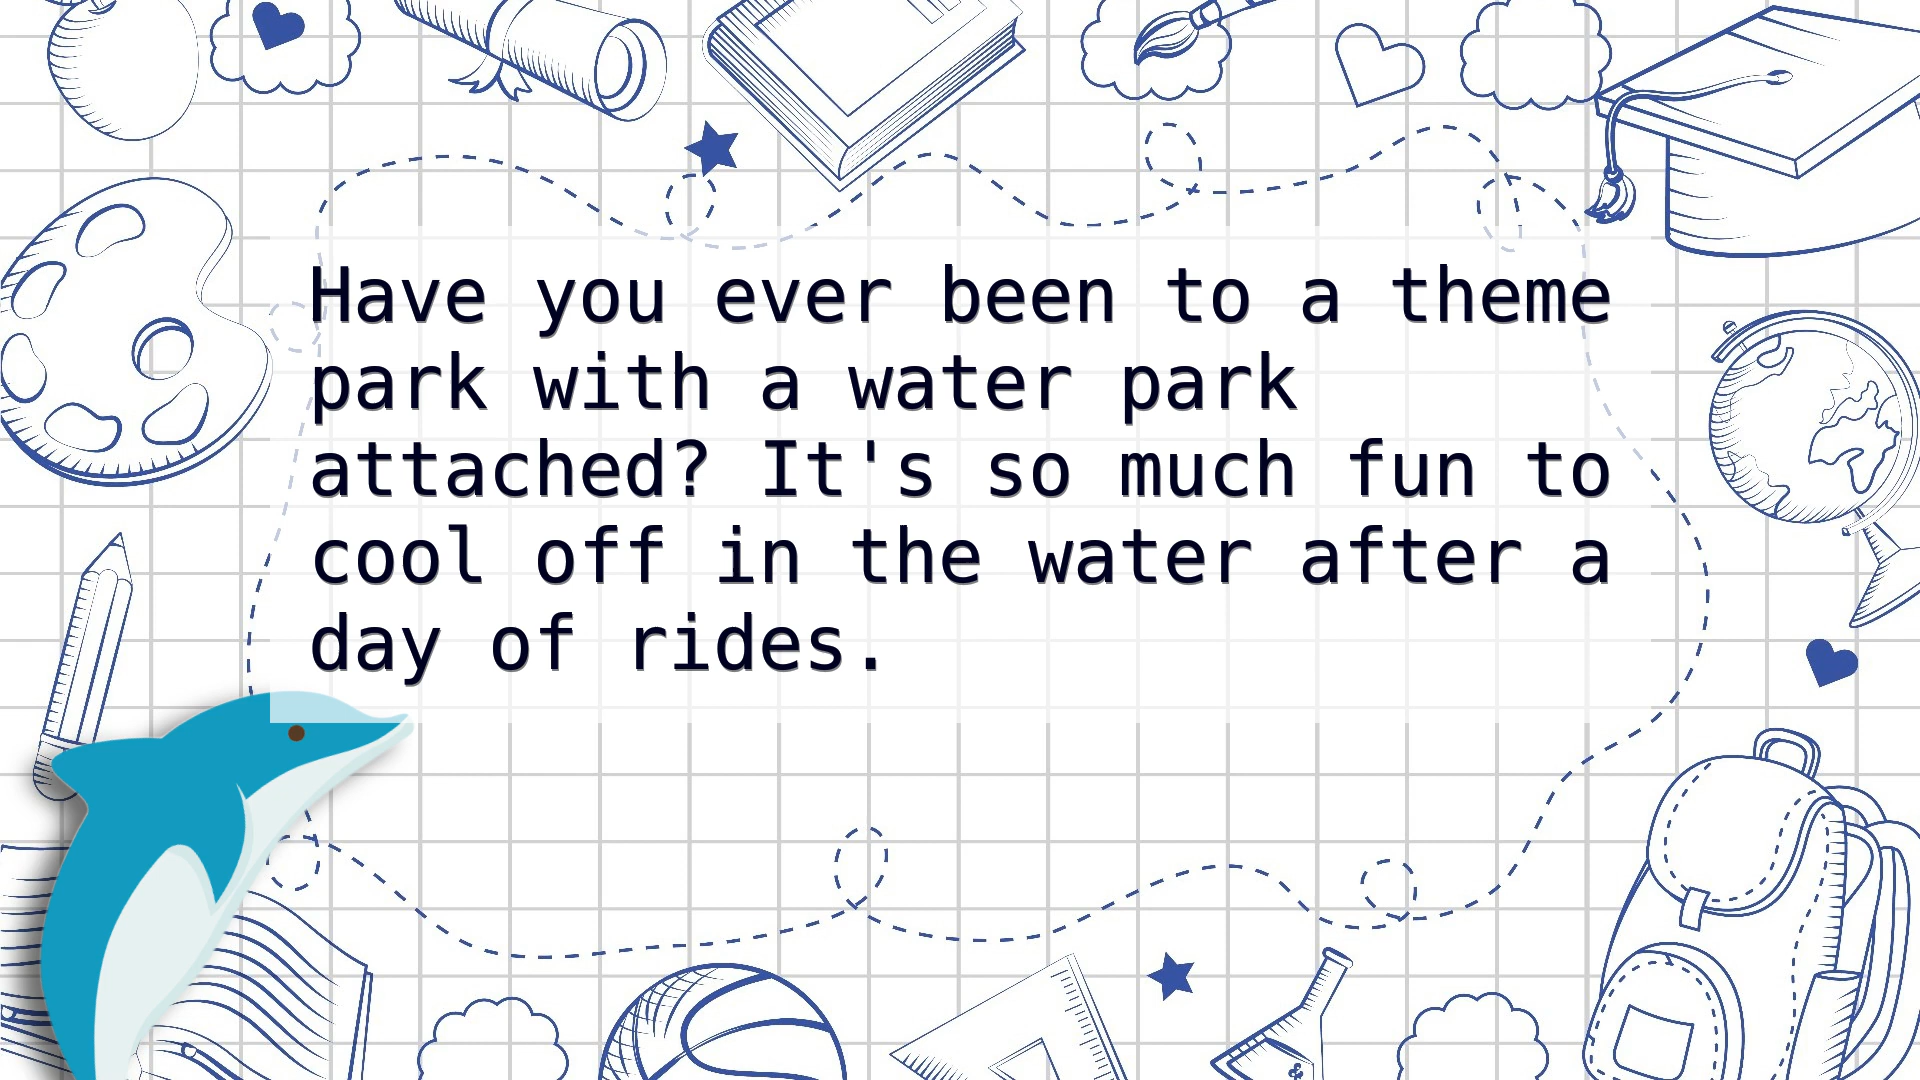 Have you ever been to a theme
park with a water park
attached? It's so much fun to
cool off in the water after a
day of rides.